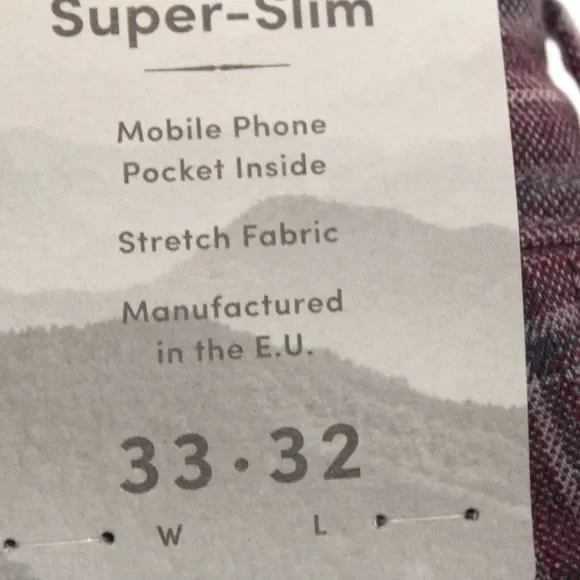 Super-Slim
Mobile Phone
Pocket Inside
Stretch Fabric
Manufactured
in the E.U.
33·32
W L